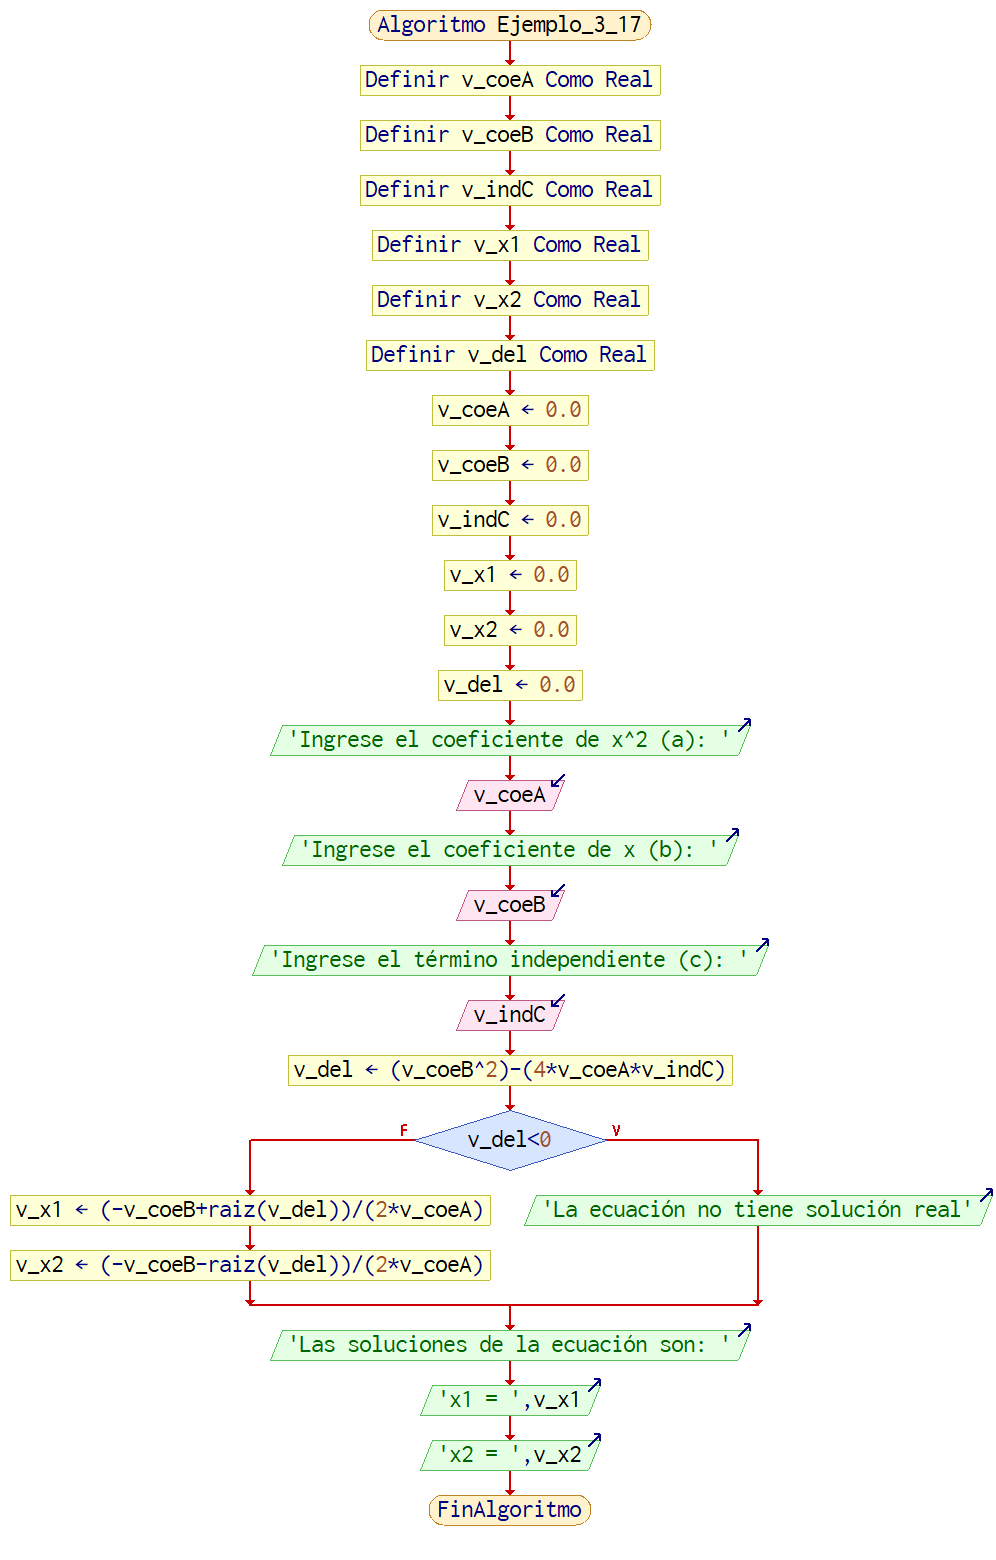 Algoritmo Ejemplo_3_17
Definir v_coeA Como Real
Definir v_coeB Como Real
Definir v_indC Como Real
Definir v_x1 Como Real
Definir v_x2 Como Real
Definir v_del Como Real
v_coeA ← 0.0
v_coeB ← 0.0
v_indC ← 0.0
v_x1 ← 0.0
v_x2 ← 0.0
v_del ← 0.0
'Ingrese el coeficiente de x^2 (a): '
v_coeA
'Ingrese el coeficiente de x (b): '
v_coeB
'Ingrese el término independiente (c): '
v_indC
v_del ← (v_coeB^2)-(4*v_coeA*v_indC)
F
v_del<0
V
v_x1 ← (-v_coeB+raiz(v_del))/(2*v_coeA)
v_x2 ← (-v_coeB-raiz(v_del))/(2*v_coeA)
'La ecuación no tiene solución real'
'Las soluciones de la ecuación son: '
'x1 = ',v_x1
'x2 = ',v_x2
FinAlgoritmo